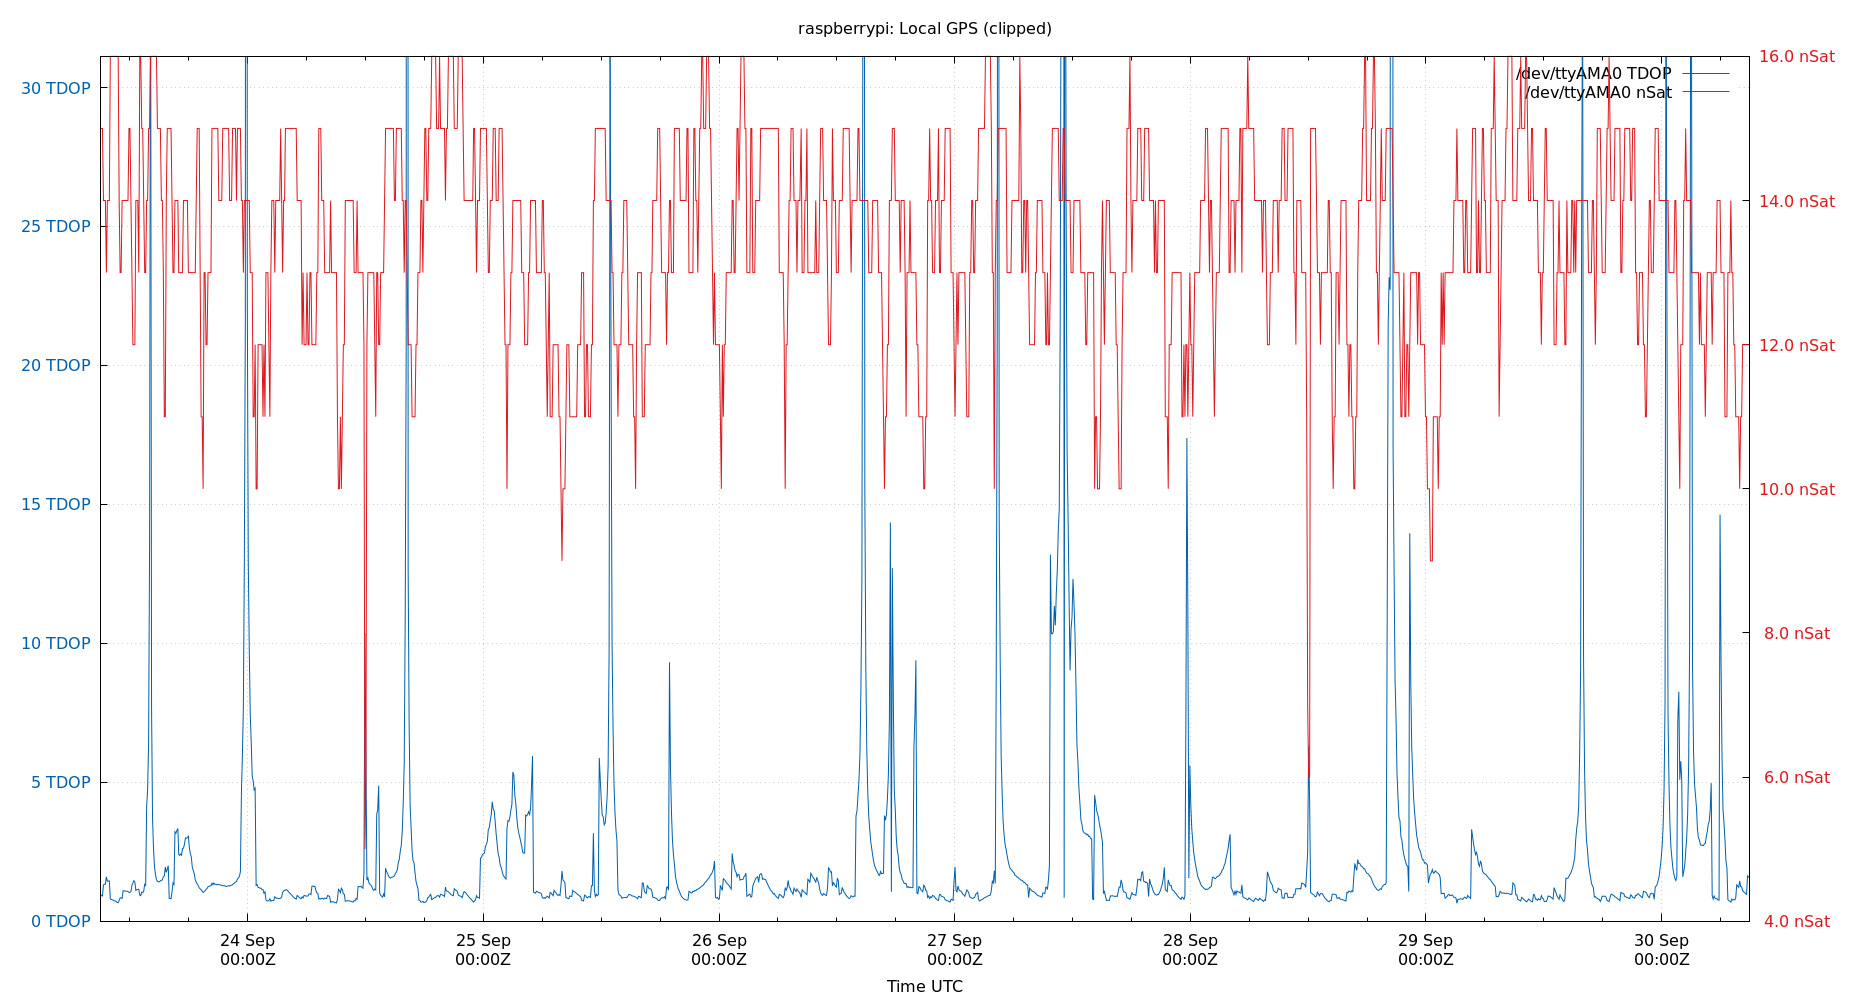 raspberrypi: Local GPS (clipped)
30 TDOP
25 TDOP
20 TDOP
15 TDOP
10 TDOP
5 TDOP
0 TDOP
16.0 nSat
14.0 nSat
12.0 nSat
10.0 nSat
8.0 nSat
6.0 nSat
4.0 nSat
/dev/ttyAMA0 TDOP
/dev/ttyAMA0 nSat
24 Sep
00:00Z
25 Sep
00:00Z
26 Sep
00:00Z
27 Sep
00:00Z
28 Sep
00:00Z
29 Sep
00:00Z
30 Sep
00:00Z
Time UTC